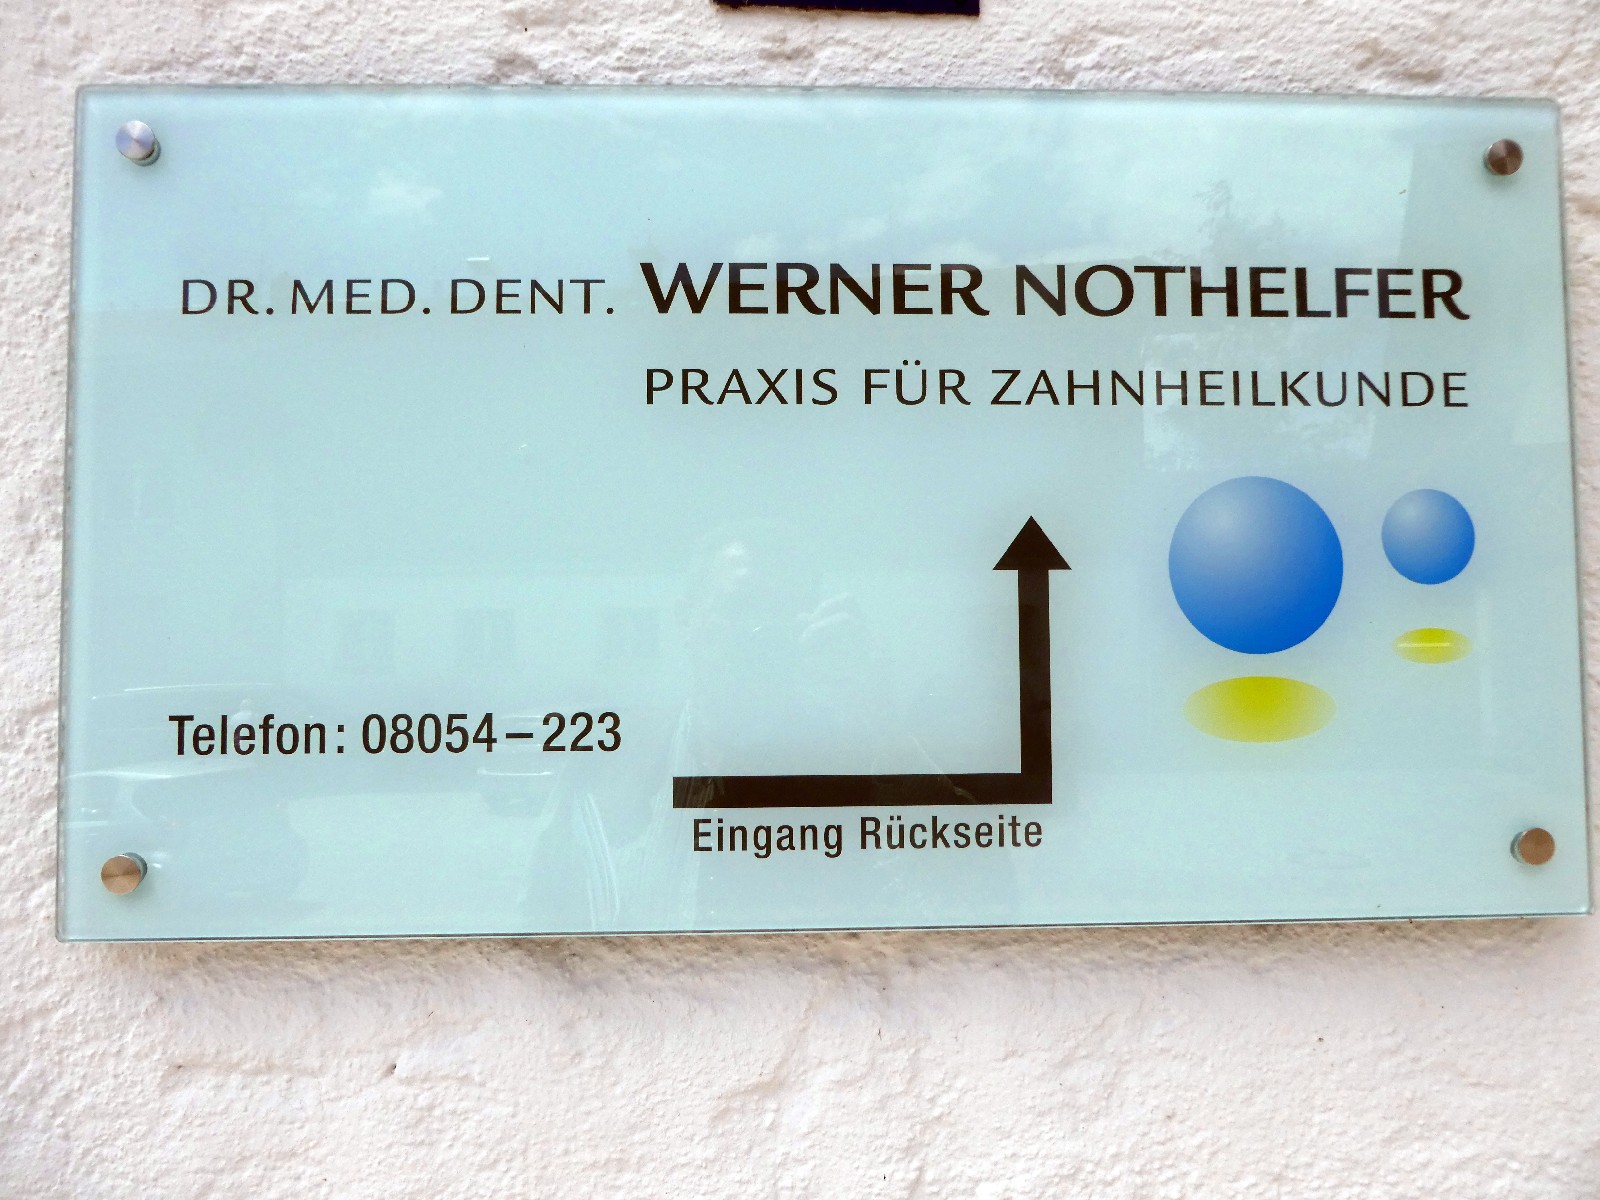 DR. MED. DENT. WERNER NOTHELFER
PRAXIS FÜR ZAHNHEILKUNDE
Telefon: 08054–223
Eingang Rückseite